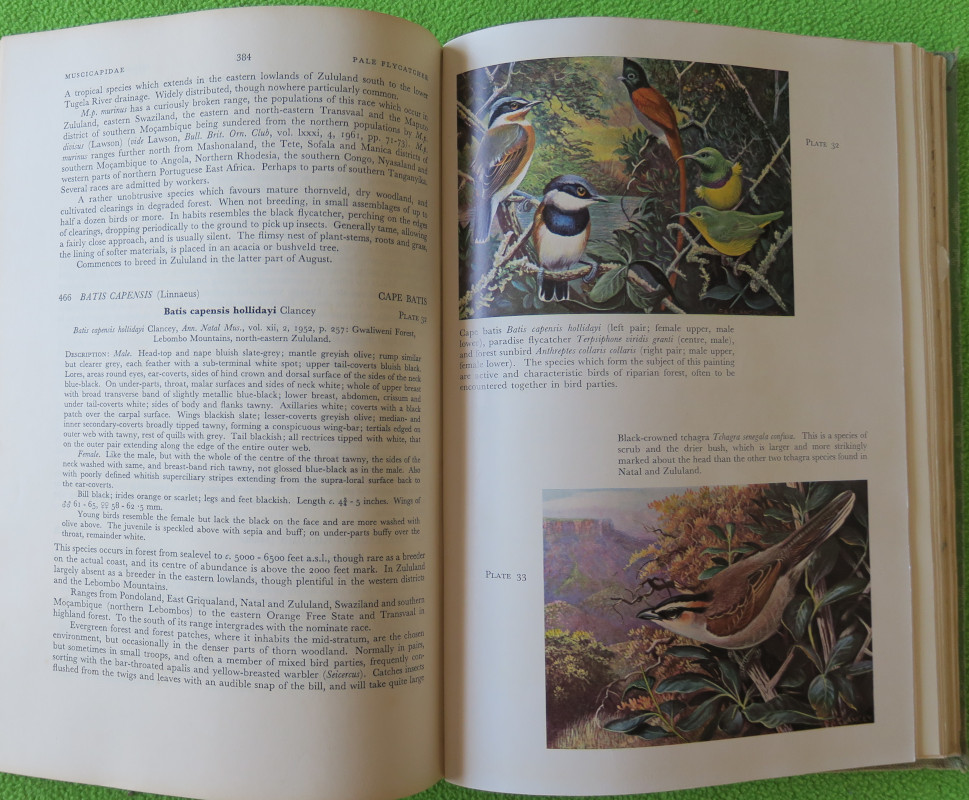 MUSCICAPIDAE 384 PALE FLYCATCHER
A tropical species which extends in the eastern lowlands of Zululand south to the lower
Tugela River drainage. Widely distributed, though nowhere particularly common.
M.p. murinus has a curiously broken range, the populations of this race which occur in
Zululand, eastern Swaziland, the eastern and north-eastern Transvaal and the Maputo
district of southern Moçambique being sundered from the northern populations by M.p.
divisus (Lawson) (vide Lawson, Bull. Brit. Orn. Club, vol. lxxxi, 4, 1961, pp. 71-75). M.p.
murinus ranges further north from Mashonaland, the Tete, Sofala and Manica districts of
southern Moçambique to Angola, Northern Rhodesia, the southern Congo, Nyasaland and
western parts of northern Portuguese East Africa. Perhaps to parts of southern Tanganyika.
Several races are admitted by workers.
A rather unobtrusive species which favours mature thornveld, dry woodland, and
cultivated clearings in degraded forest. When not breeding, in small assemblages of up to
half a dozen birds or more. In habits resembles the black flycatcher, perching on the edges
of clearings, dropping periodically to the ground to pick up insects. Generally tame, allowing
a fairly close approach, and is usually silent. The flimsy nest of plant-stems, roots and grass,
the lining of softer materials, is placed in an acacia or bushveld tree.
Commences to breed in Zululand in the latter part of August.
466 BATIS CAPENSIS (Linnaeus) CAPE BATIS
Batis capensis hollidayi Clancey PLATE 32
Batis capensis hollidayi Clancey, Ann. Natal Mus., vol. xii, 2, 1952, p. 257: Gwaliweni Forest,
Lebombo Mountains, north-eastern Zululand.
DESCRIPTION: Male. Head-top and nape bluish slate-grey; mantle greyish olive; rump similar
but clearer grey, each feather with a sub-terminal white spot; upper tail-coverts bluish black.
Lores, areas round eyes, ear-coverts, sides of hind crown and dorsal surface of the sides of the neck
blue-black. On under-parts, throat, malar surfaces and sides of neck white; whole of upper breast
with broad transverse band of slightly metallic blue-black; lower breast, abdomen, crissum and
under tail-coverts white; sides of body and flanks tawny. Axillaries white; coverts with a black
patch over the carpal surface. Wings blackish slate; lesser-coverts greyish olive; median- and
inner secondary-coverts broadly tipped tawny, forming a conspicuous wing-bar; tertials edged on
outer web with tawny, rest of quills with grey. Tail blackish; all rectrices tipped with white, that
on the outer pair extending along the edge of the entire outer web.
Female. Like the male, but with the whole of the centre of the throat tawny, the sides of the
neck washed with same, and breast-band rich tawny, not glossed blue-black as in the male. Also
with poorly defined whitish superciliary stripes extending from the supra-loral surface back to
the ear-coverts.
Bill black; irides orange or scarlet; legs and feet blackish. Length c. 4¾ - 5 inches. Wings of
♂♂ 61 - 65, ♀♀ 58 - 62·5 mm.
Young birds resemble the female but lack the black on the face and are more washed with
olive above. The juvenile is speckled above with sepia and buff; on under-parts buffy over the
throat, remainder white.
This species occurs in forest from sealevel to c. 5000 - 6500 feet a.s.l., though rare as a breeder
on the actual coast, and its centre of abundance is above the 2000 feet mark. In Zululand
largely absent as a breeder in the eastern lowlands, though plentiful in the western districts
and the Lebombo Mountains.
Ranges from Pondoland, East Griqualand, Natal and Zululand, Swaziland and southern
Moçambique (northern Lebombos) to the eastern Orange Free State and Transvaal in
highland forest. To the south of its range intergrades with the nominate race.
Evergreen forest and forest patches, where it inhabits the mid-stratum, are the chosen
environment, but occasionally in the denser parts of thorn woodland. Normally in pairs,
but sometimes in small troops, and often a member of mixed bird parties, frequently con-
sorting with the bar-throated apalis and yellow-breasted warbler (Seicercus). Catches insects
flushed from the twigs and leaves with an audible snap of the bill, and will take quite large
PLATE 32
Cape batis Batis capensis hollidayi (left pair; female upper, male
lower), paradise flycatcher Terpsiphone viridis granti (centre, male),
and forest sunbird Anthreptes collaris collaris (right pair; male upper,
female lower). The species which form the subject of this painting
are active and characteristic birds of riparine forest, often to be
encountered together in bird parties.
Black-crowned tchagra Tchagra senegala confusa. This is a species of
scrub and the drier bush, which is larger and more strikingly
marked about the head than the other two tchagra species found in
Natal and Zululand.
PLATE 33